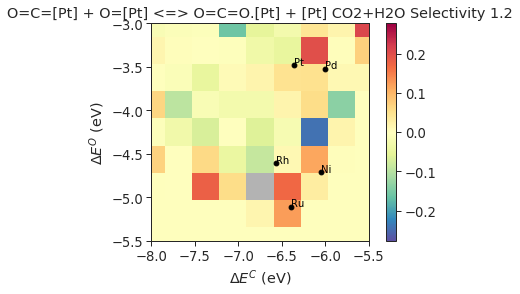 O=C=[Pt] + O=[Pt] <=> O=C=O.[Pt] + [Pt] CO2+H2O Selectivity 1.2
−3.0
−3.5
−4.0
−4.5
−5.0
−5.5
ΔE^O (eV)
Pt
Pd
Rh
Ni
Ru
−8.0 −7.5 −7.0 −6.5 −6.0 −5.5
ΔE^C (eV)
0.2
0.1
0.0
−0.1
−0.2